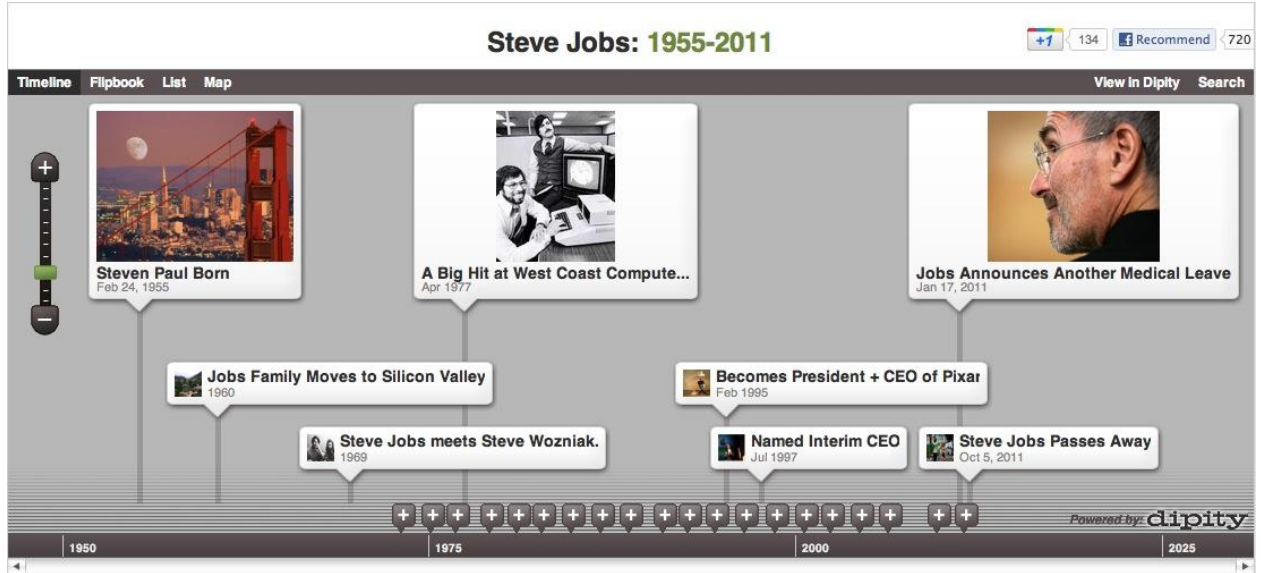 Steve Jobs: 1955-2011
+1 134 Recommend 720
Timeline Flipbook List Map View in Dipity Search
Steven Paul Born
Feb 24, 1955
A Big Hit at West Coast Compute...
Apr 1977
Jobs Announces Another Medical Leave
Jan 17, 2011
Jobs Family Moves to Silicon Valley
1960
Becomes President + CEO of Pixar
Feb 1995
Steve Jobs meets Steve Wozniak.
1969
Named Interim CEO
Jul 1997
Steve Jobs Passes Away
Oct 5, 2011
Powered by: dipity
1950 1975 2000 2025